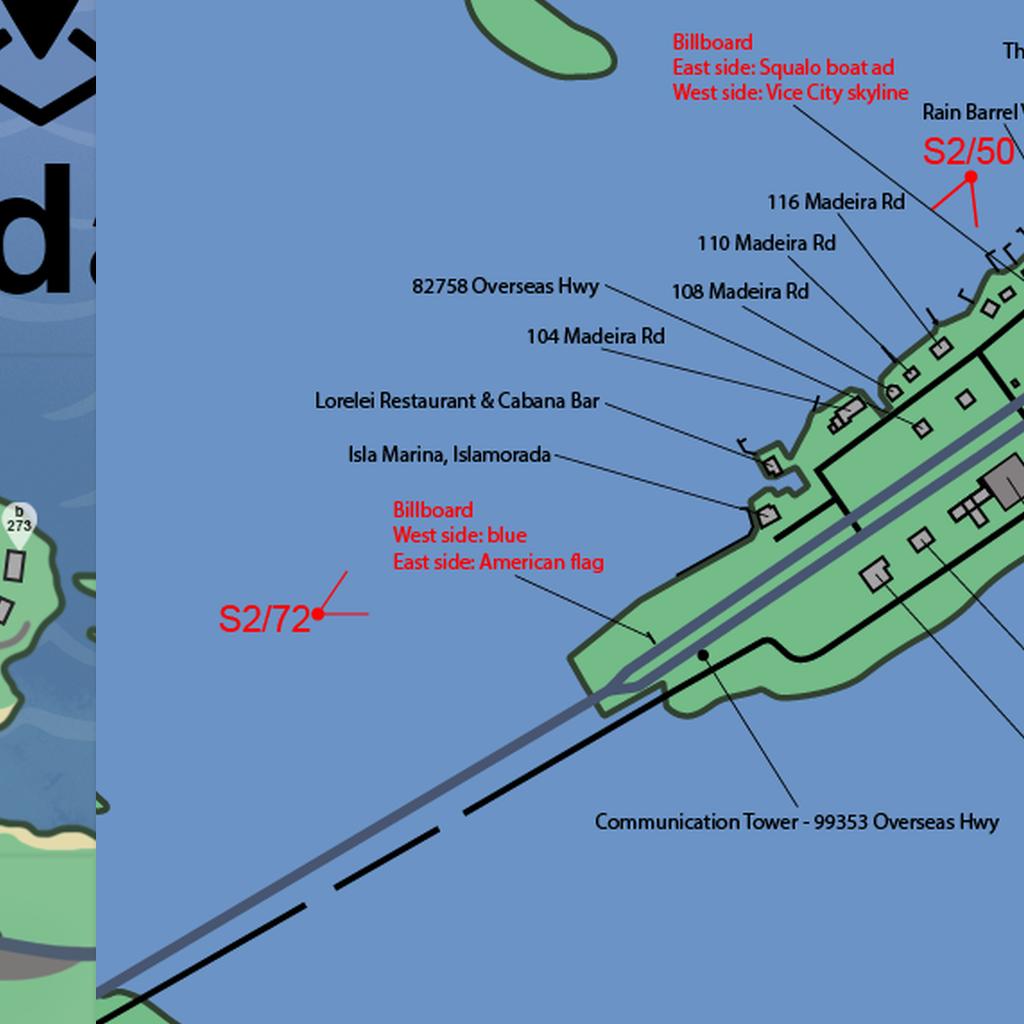 Billboard
East side: Squalo boat ad
West side: Vice City skyline
Th
Rain Barrel
S2/50
116 Madeira Rd
110 Madeira Rd
82758 Overseas Hwy
108 Madeira Rd
104 Madeira Rd
Lorelei Restaurant & Cabana Bar
Isla Marina, Islamorada
Billboard
West side: blue
East side: American flag
S2/72
Communication Tower - 99353 Overseas Hwy
d
b
273